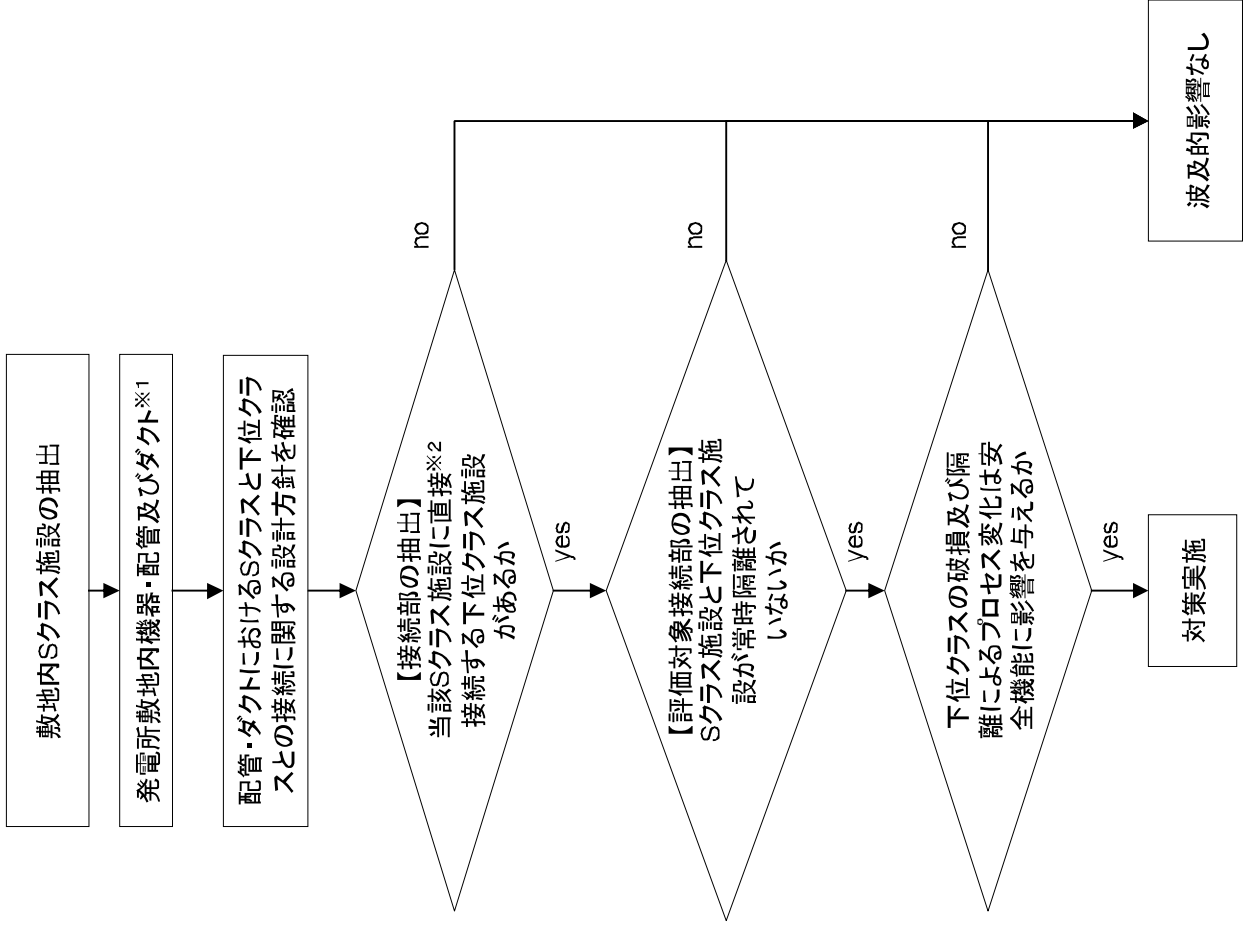 敷地内Sクラス施設の抽出
発電所敷地内機器・配管及びダクト※1
配管・ダクトにおけるSクラスと下位クラ
スとの接続に関する設計方針を確認
【接続部の抽出】
当該Sクラス施設に直接※2
接続する下位クラス施設
があるか
no
yes
【評価対象接続部の抽出】
Sクラス施設と下位クラス施
設が常時隔離されて
いないか
no
yes
下位クラスの破損及び隔
離によるプロセス変化は安
全機能に影響を与えるか
no
yes
対策実施
波及的影響なし